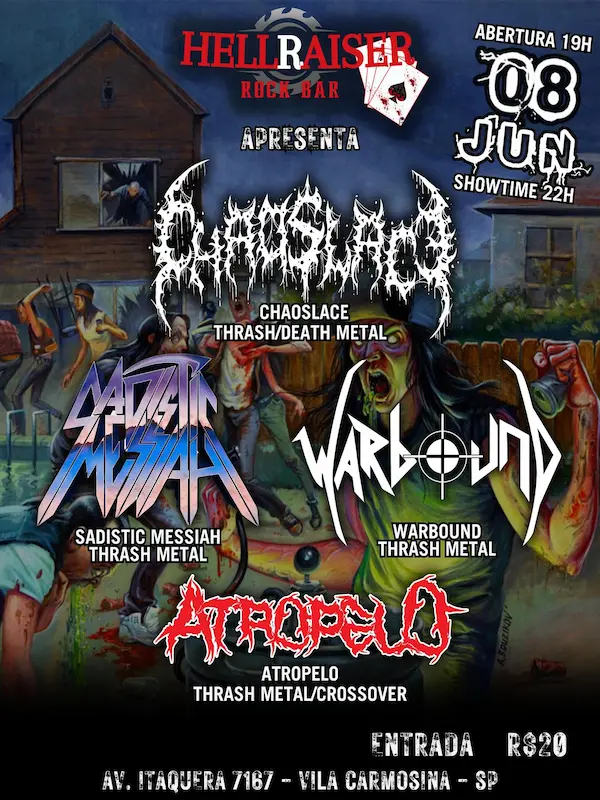 HELLRAISER
ROCK BAR
ABERTURA 19H
08
JUN
SHOWTIME 22H
APRESENTA
CHAOSLACE
CHAOSLACE
THRASH/DEATH METAL
SADISTIC
MESSIAH
SADISTIC MESSIAH
THRASH METAL
WARBOUND
WARBOUND
THRASH METAL
ATROPELO
ATROPELO
THRASH METAL/CROSSOVER
ENTRADA R$20
AV. ITAQUERA 7167 - VILA CARMOSINA - SP